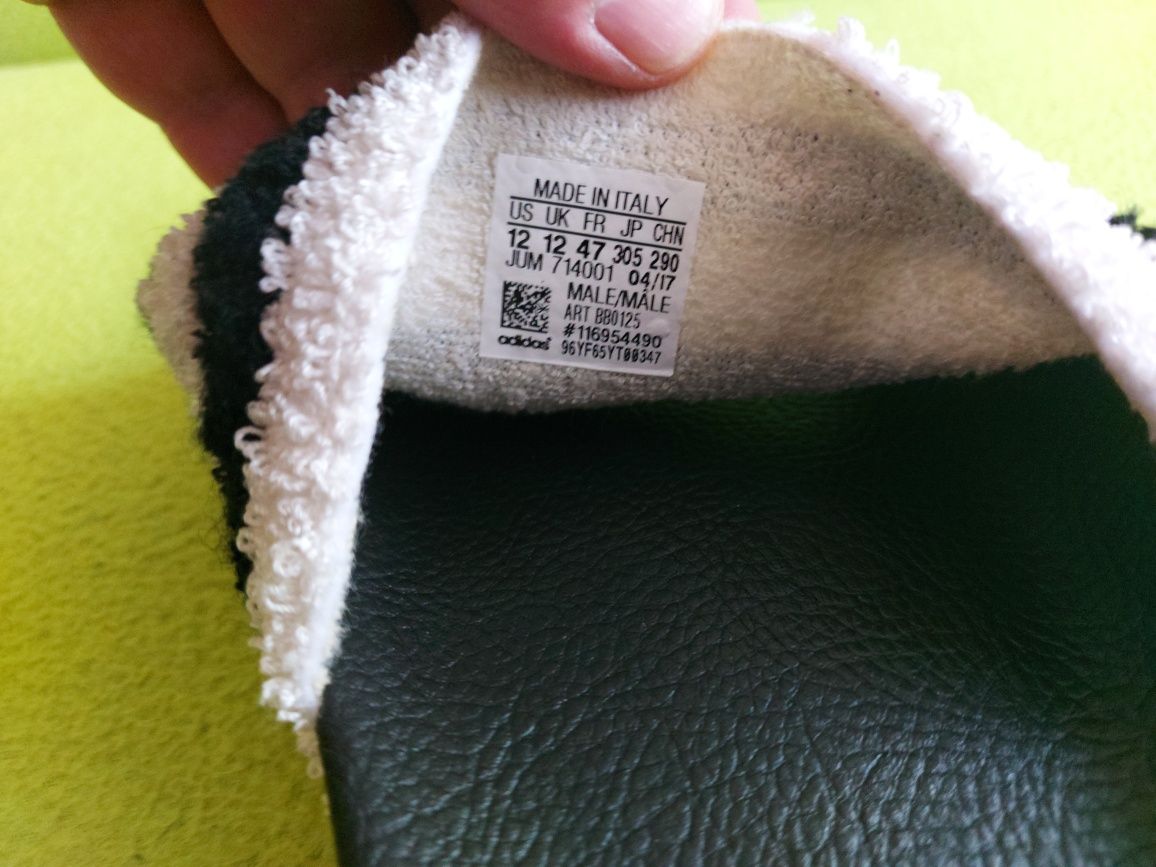 MADE IN ITALY
US UK FR JP CHN
12 12 47 305 290
JUM 714001 04/17
MALE/MÂLE
ART BB0125
#116954490
adidas® 96YF65YT00347